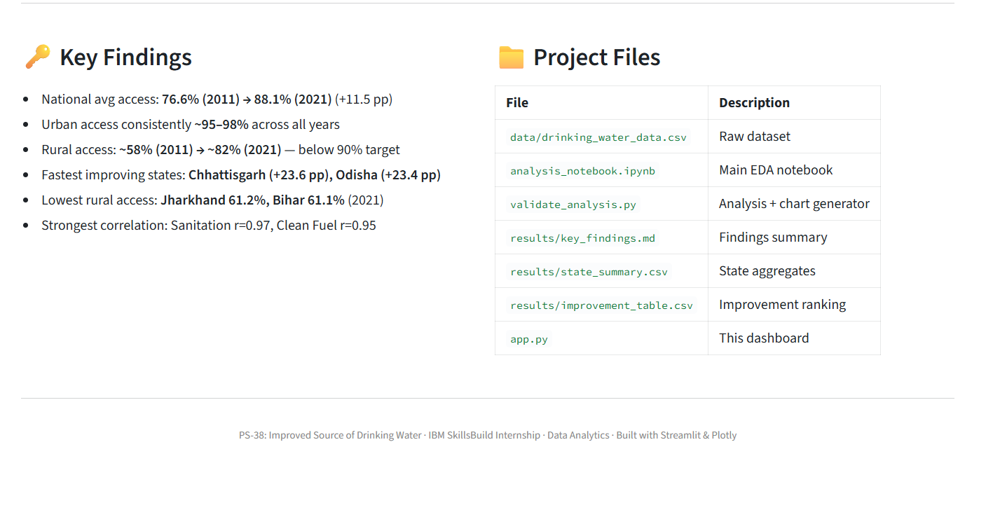 🔑 Key Findings
• National avg access: 76.6% (2011) → 88.1% (2021) (+11.5 pp)
• Urban access consistently ~95–98% across all years
• Rural access: ~58% (2011) → ~82% (2021) — below 90% target
• Fastest improving states: Chhattisgarh (+23.6 pp), Odisha (+23.4 pp)
• Lowest rural access: Jharkhand 61.2%, Bihar 61.1% (2021)
• Strongest correlation: Sanitation r=0.97, Clean Fuel r=0.95
📁 Project Files
File Description
data/drinking_water_data.csv Raw dataset
analysis_notebook.ipynb Main EDA notebook
validate_analysis.py Analysis + chart generator
results/key_findings.md Findings summary
results/state_summary.csv State aggregates
results/improvement_table.csv Improvement ranking
app.py This dashboard
PS-38: Improved Source of Drinking Water · IBM SkillsBuild Internship · Data Analytics · Built with Streamlit & Plotly